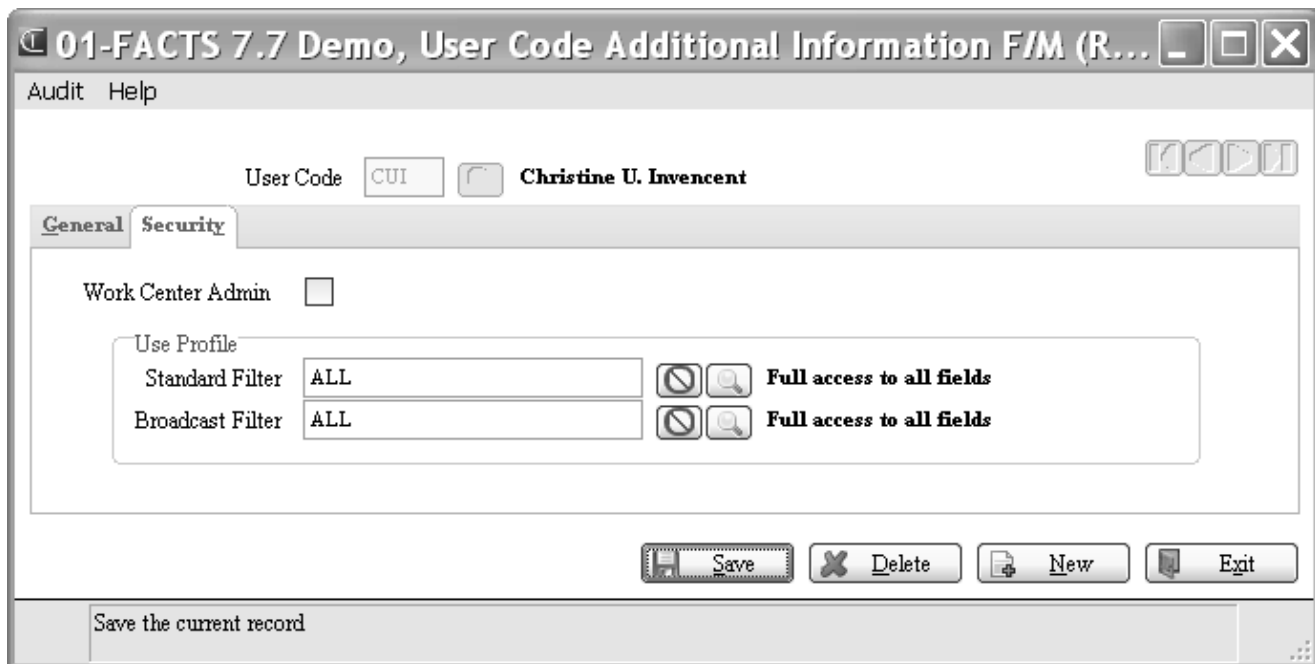 01-FACTS 7.7 Demo, User Code Additional Information F/M (R...
Audit Help
User Code CUI Christine U. Invencent
General Security
Work Center Admin
Use Profile
Standard Filter ALL Full access to all fields
Broadcast Filter ALL Full access to all fields
Save Delete New Exit
Save the current record